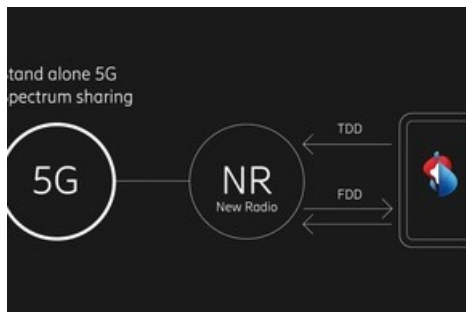 tand alone 5G
pectrum sharing
5G
NR
New Radio
TDD
FDD